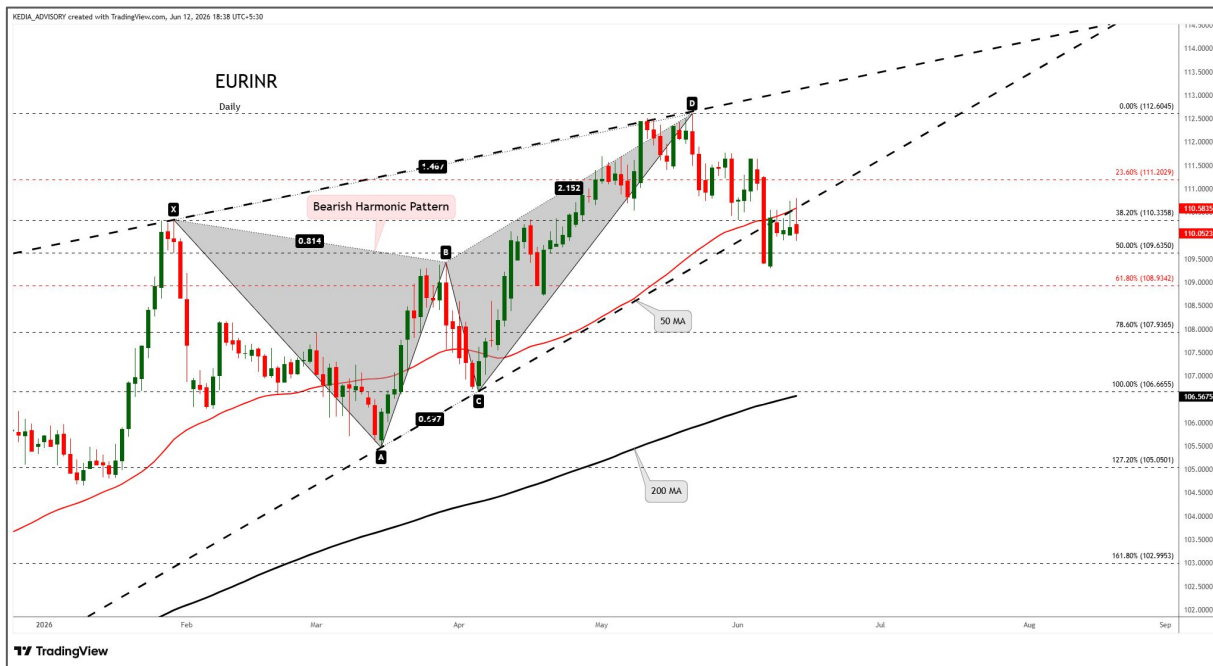 KEDIA_ADVISORY created with TradingView.com, Jun 12, 2026 18:38 UTC+5:30
EURINR
Daily
114.5000
114.0000
113.5000
113.0000
0.00% (112.6045)
112.5000
112.0000
111.5000
23.60% (111.2029)
111.0000
110.5835
38.20% (110.3358)
110.0523
50.00% (109.6350)
109.5000
109.0000
61.80% (108.9342)
108.5000
78.60% (107.9365)
108.0000
107.5000
107.0000
100.00% (106.6655)
106.5675
106.0000
105.5000
127.20% (105.0501)
105.0000
104.5000
104.0000
103.5000
161.80% (102.9953)
103.0000
102.5000
102.0000
X
1.467
Bearish Harmonic Pattern
0.814
B
2.152
D
A
0.697
C
50 MA
200 MA
2026
Feb
Mar
Apr
May
Jun
Jul
Aug
Sep
TradingView